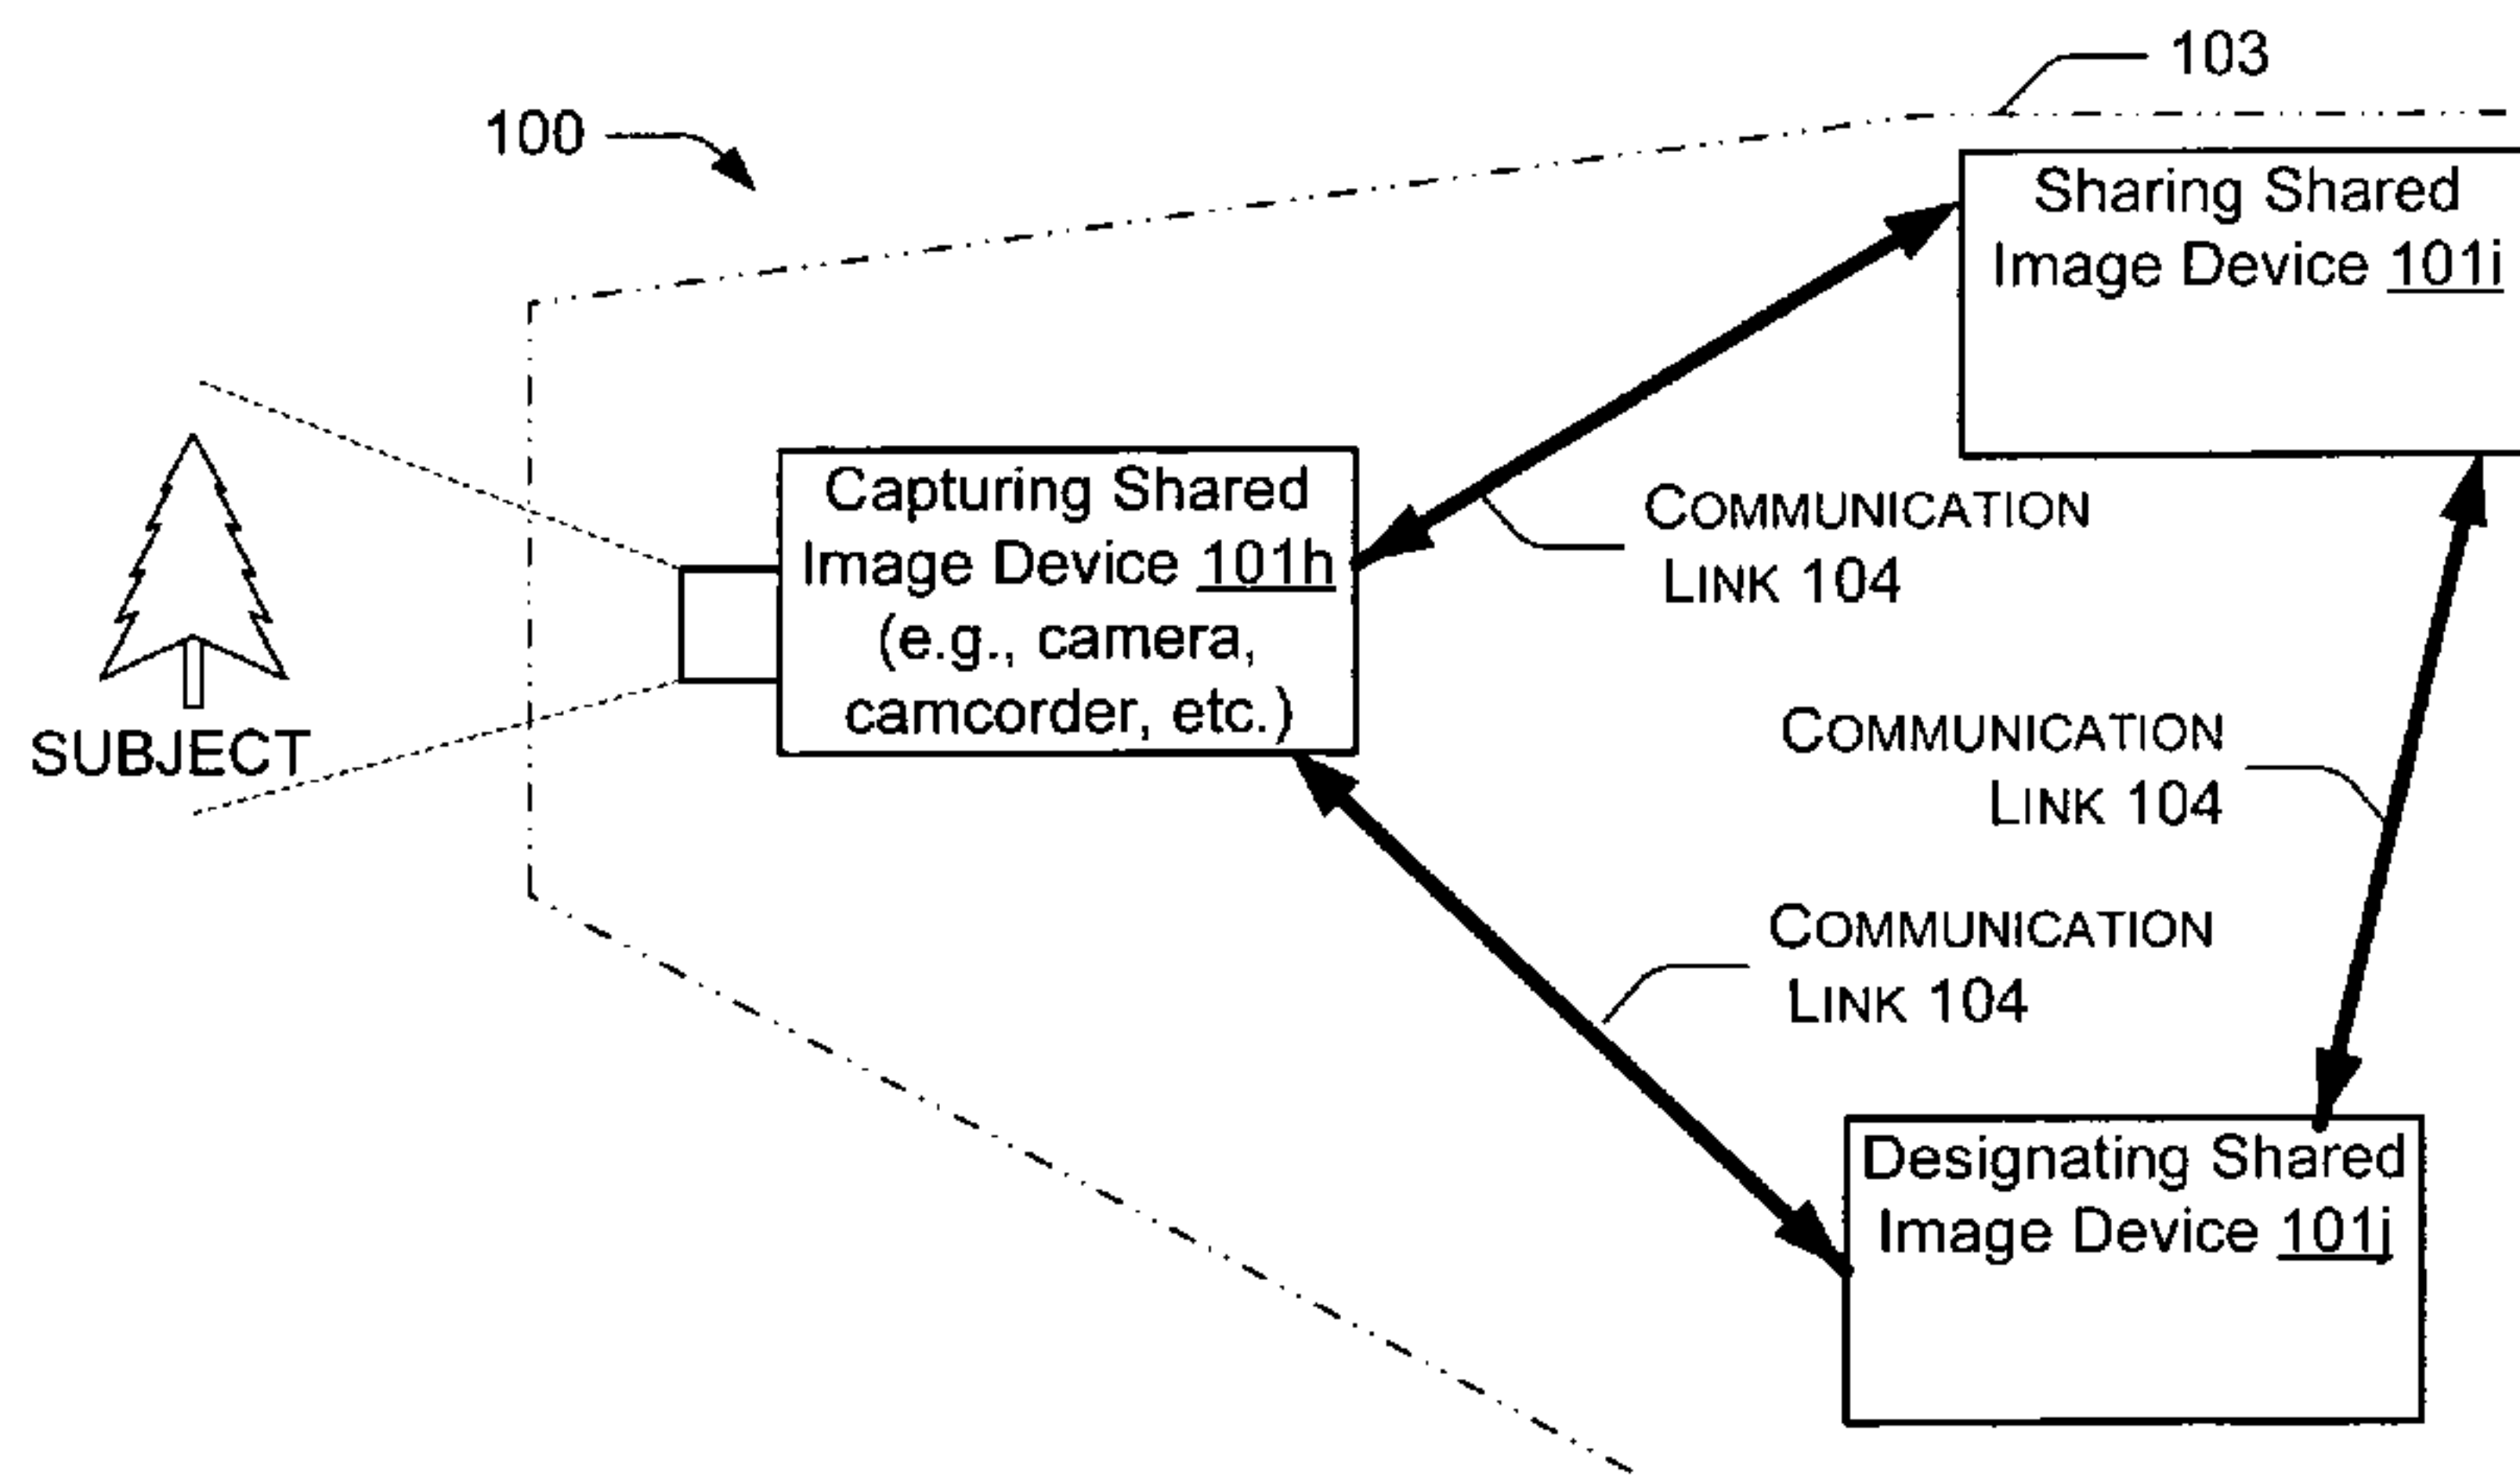 103
100
Sharing Shared
Image Device 101i
Capturing Shared
Image Device 101h
(e.g., camera,
camcorder, etc.)
COMMUNICATION
LINK 104
SUBJECT
COMMUNICATION
LINK 104
COMMUNICATION
LINK 104
Designating Shared
Image Device 101j